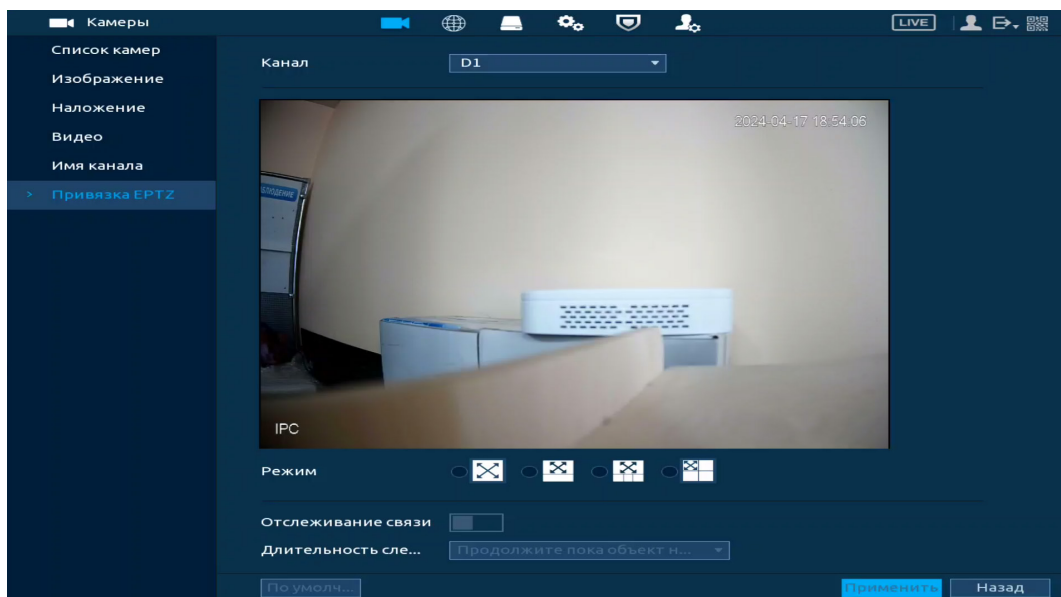 Камеры
LIVE
Список камер
Изображение
Наложение
Видео
Имя канала
> Привязка EPTZ
Канал
D1
2024-04-17 18:54:06
IPC
Режим
Отслеживание связи
Длительность сле...
Продолжите пока объект н...
По умолч...
Применить
Назад